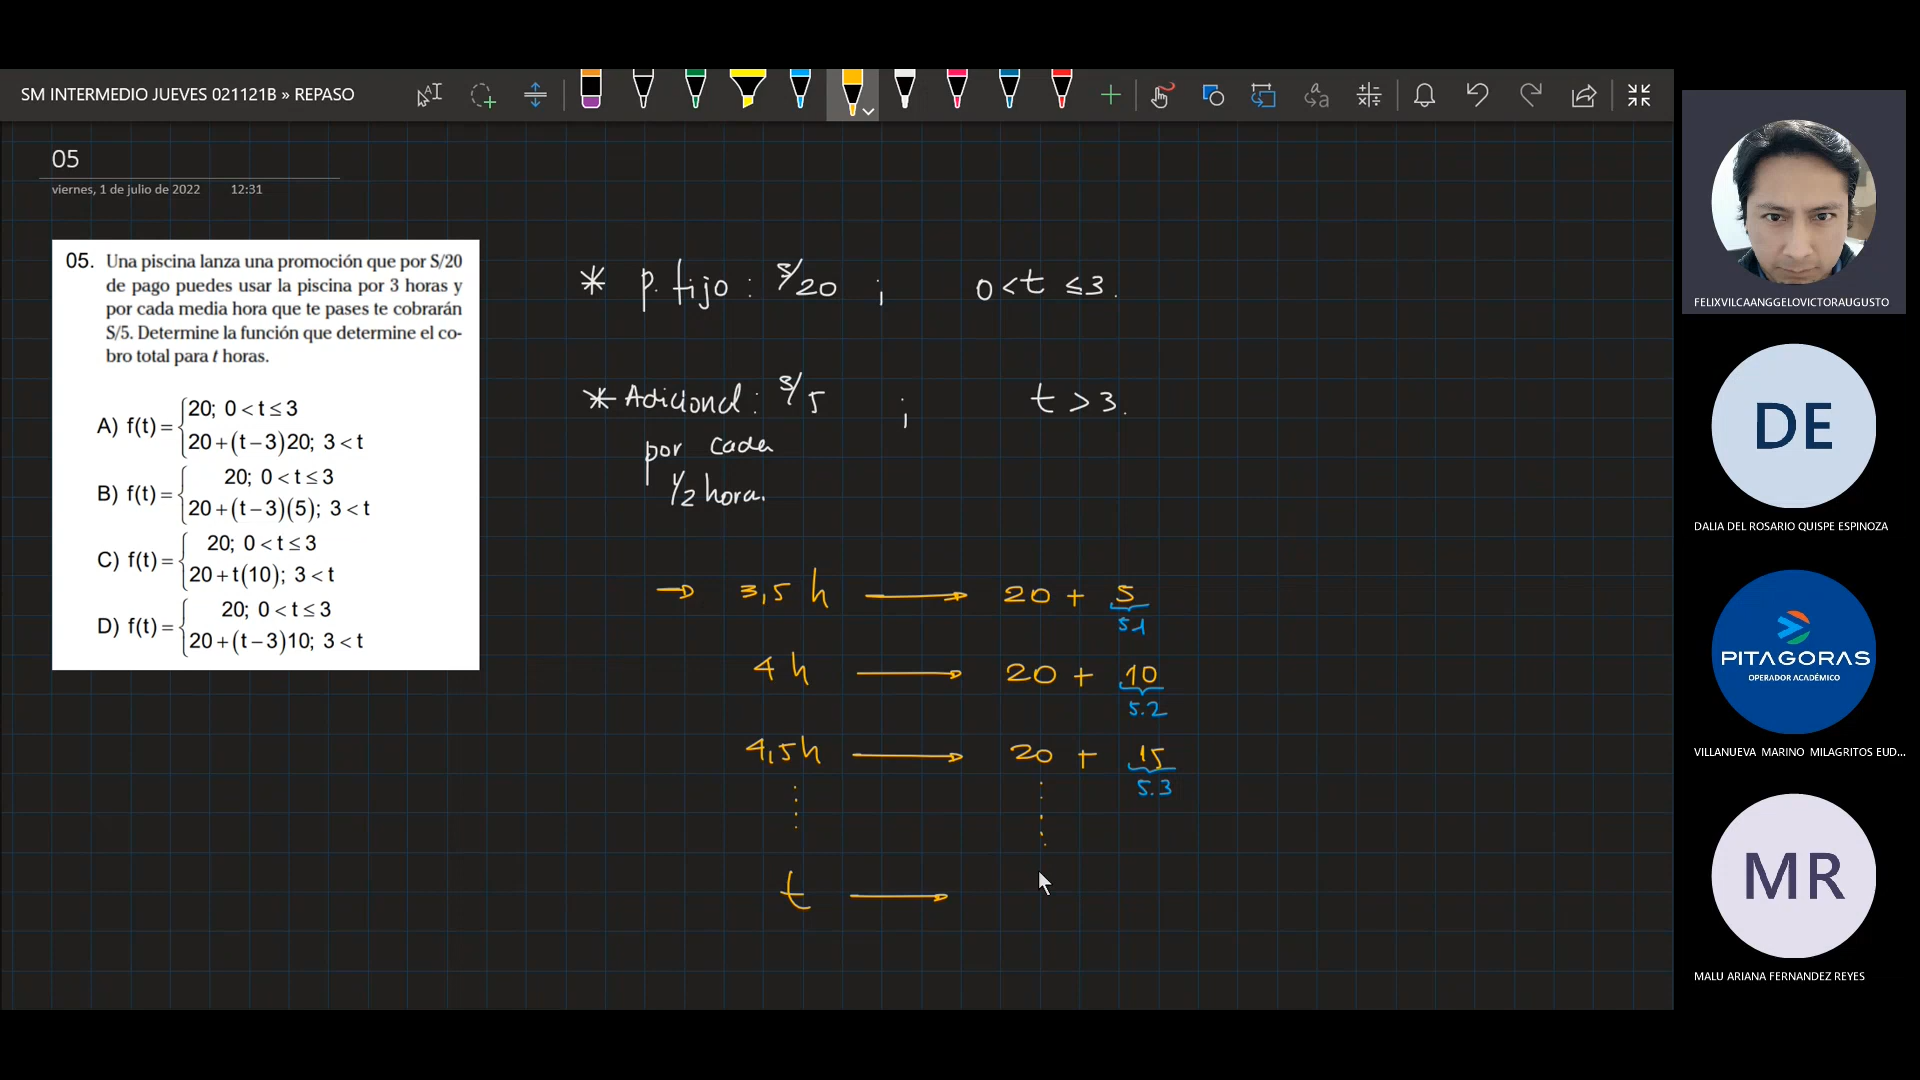 SM INTERMEDIO JUEVES 021121B » REPASO
05
viernes, 1 de julio de 2022 12:31
05. Una piscina lanza una promoción que por S/20
de pago puedes usar la piscina por 3 horas y
por cada media hora que te pases te cobrarán
S/5. Determine la función que determine el co-
bro total para t horas.
A) f(t) = {20; 0 < t ≤ 3
20 + (t − 3)20; 3 < t
B) f(t) = {20; 0 < t ≤ 3
20 + (t − 3)(5); 3 < t
C) f(t) = {20; 0 < t ≤ 3
20 + t(10); 3 < t
D) f(t) = {20; 0 < t ≤ 3
20 + (t − 3)10; 3 < t
* p. fijo : S/20 ; 0 < t ≤ 3.
* Adicional : S/5 ; t > 3.
por cada
1/2 hora.
→ 3,5 h → 20 + 5
5.1
4 h → 20 + 10
5.2
4,5h → 20 + 15
5.3
t →
FELIXVILCAANGGELOVICTORAUGUSTO
DE
DALIA DEL ROSARIO QUISPE ESPINOZA
PITAGORAS
OPERADOR ACADÉMICO
VILLANUEVA MARINO MILAGRITOS EUD...
MR
MALU ARIANA FERNANDEZ REYES